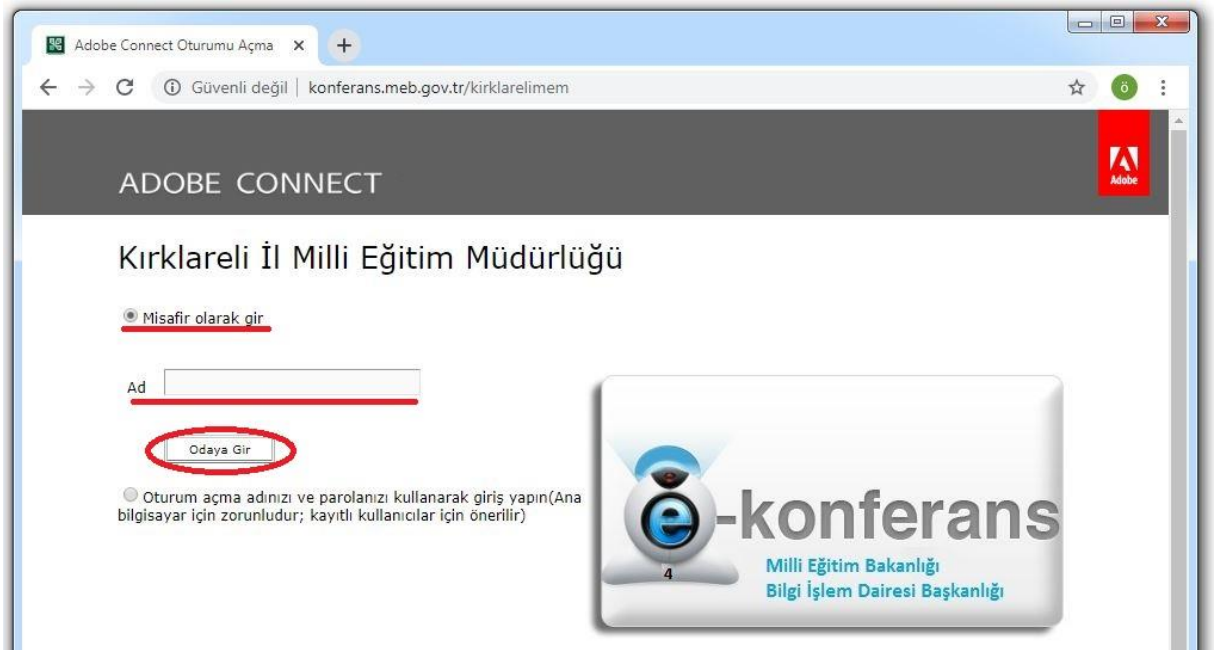 Adobe Connect Oturumu Açma
Güvenli değil | konferans.meb.gov.tr/kirklarelimem
ö
ADOBE CONNECT
Adobe
Kırklareli İl Milli Eğitim Müdürlüğü
Misafir olarak gir
Ad
Odaya Gir
Oturum açma adınızı ve parolanızı kullanarak giriş yapın(Ana
bilgisayar için zorunludur; kayıtlı kullanıcılar için önerilir)
e-konferans
4
Milli Eğitim Bakanlığı
Bilgi İşlem Dairesi Başkanlığı